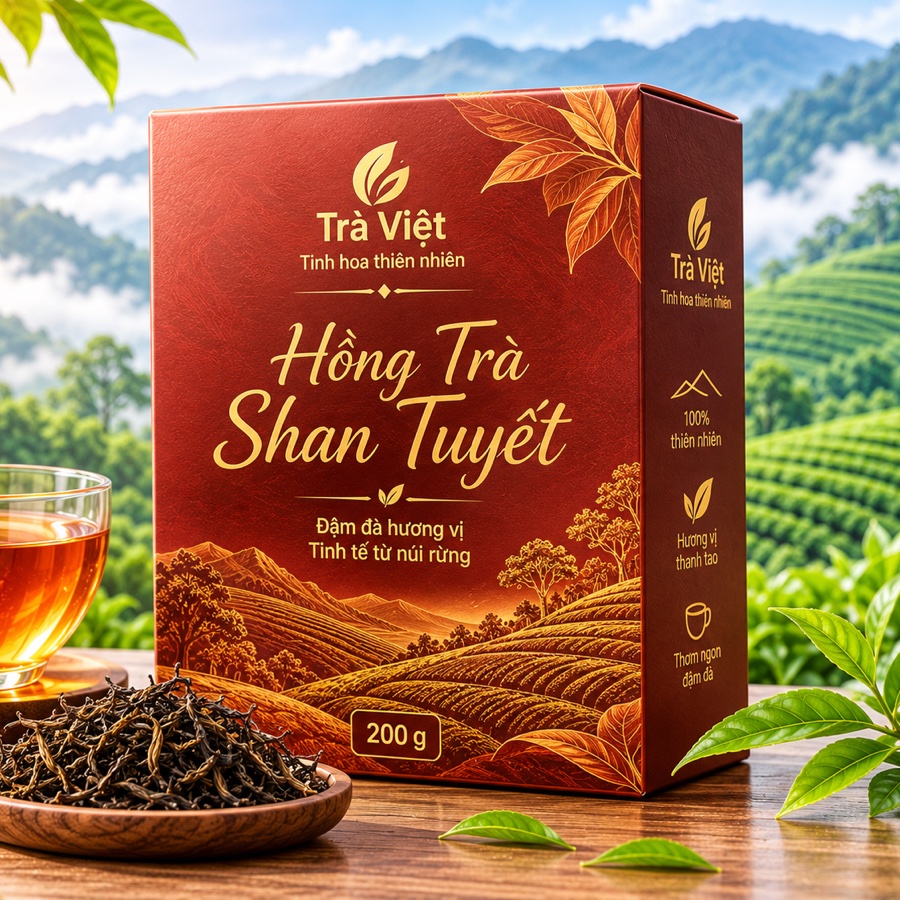 Trà Việt
Tinh hoa thiên nhiên
Hồng Trà
Shan Tuyết
Đậm đà hương vị
Tinh tế từ núi rừng
200 g
Trà Việt
Tinh hoa thiên nhiên
100%
thiên nhiên
Hương vị
thanh tao
Thơm ngon
đậm đà